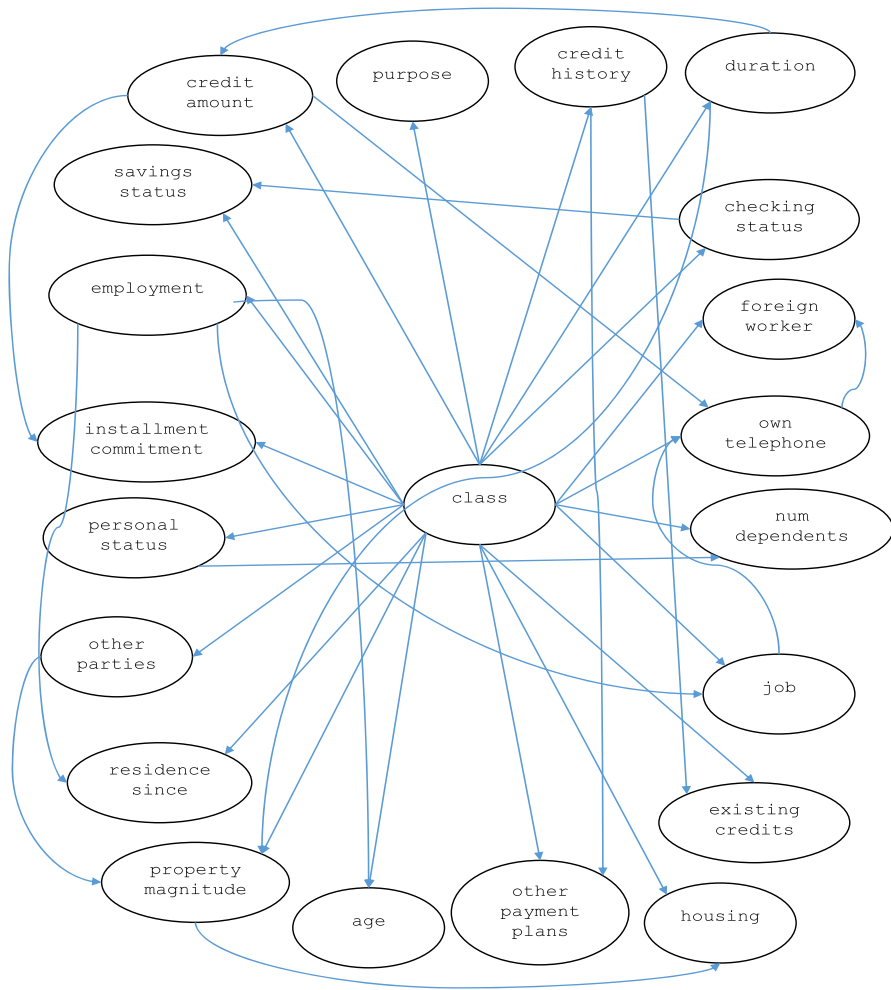 credit
amount
purpose
credit
history
duration
savings
status
checking
status
employment
foreign
worker
installment
commitment
own
telephone
class
personal
status
num
dependents
other
parties
job
residence
since
existing
credits
property
magnitude
age
other
payment
plans
housing